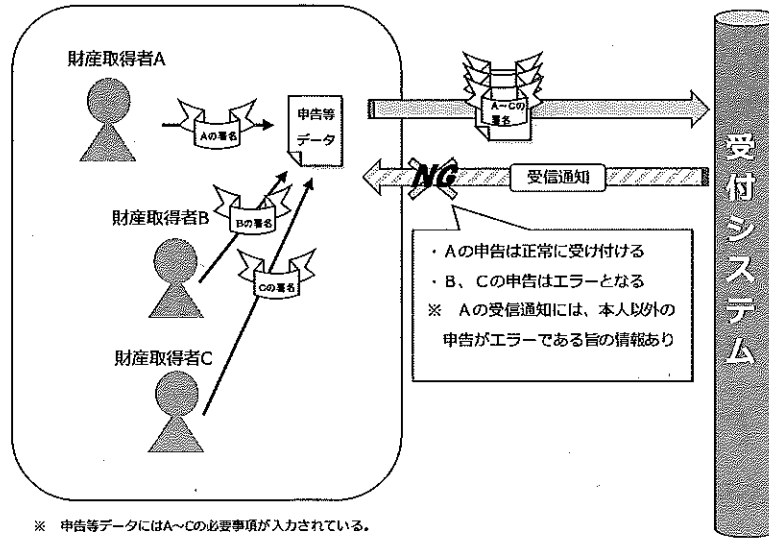 財産取得者A
Aの署名
申告等
データ
A～Cの
署名
NG
受信通知
財産取得者B
Bの署名
Cの署名
財産取得者C
・Aの申告は正常に受け付ける
・B、Cの申告はエラーとなる
※ Aの受信通知には、本人以外の
申告がエラーである旨の情報あり
受付システム
※ 申告等データにはA～Cの必要事項が入力されている。